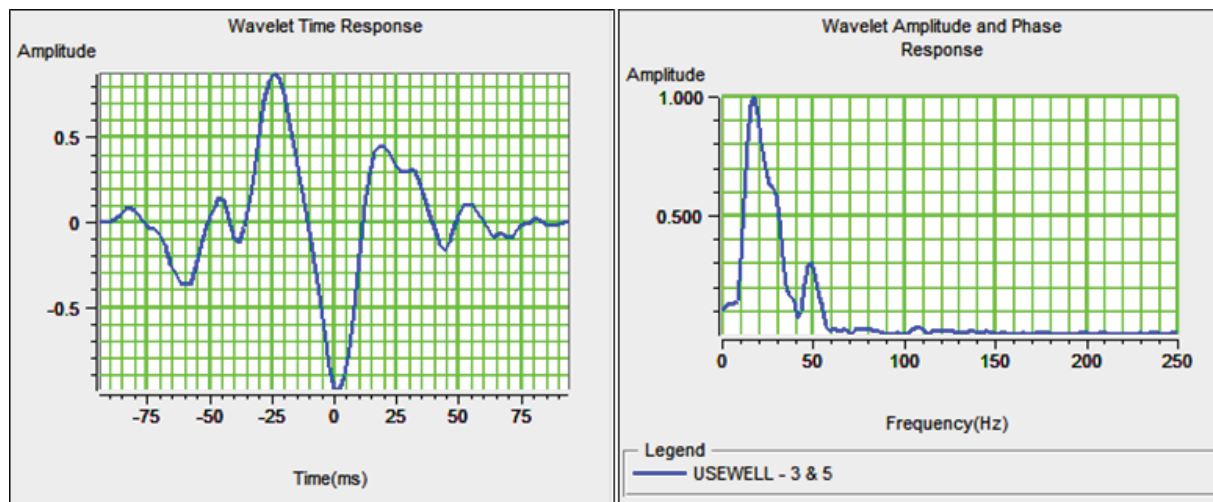 Wavelet Time Response
Amplitude
0.5
0
-0.5
-75 -50 -25 0 25 50 75
Time(ms)
Wavelet Amplitude and Phase
Response
Amplitude
1.000
0.500
0 50 100 150 200 250
Frequency(Hz)
Legend
USEWELL - 3 & 5